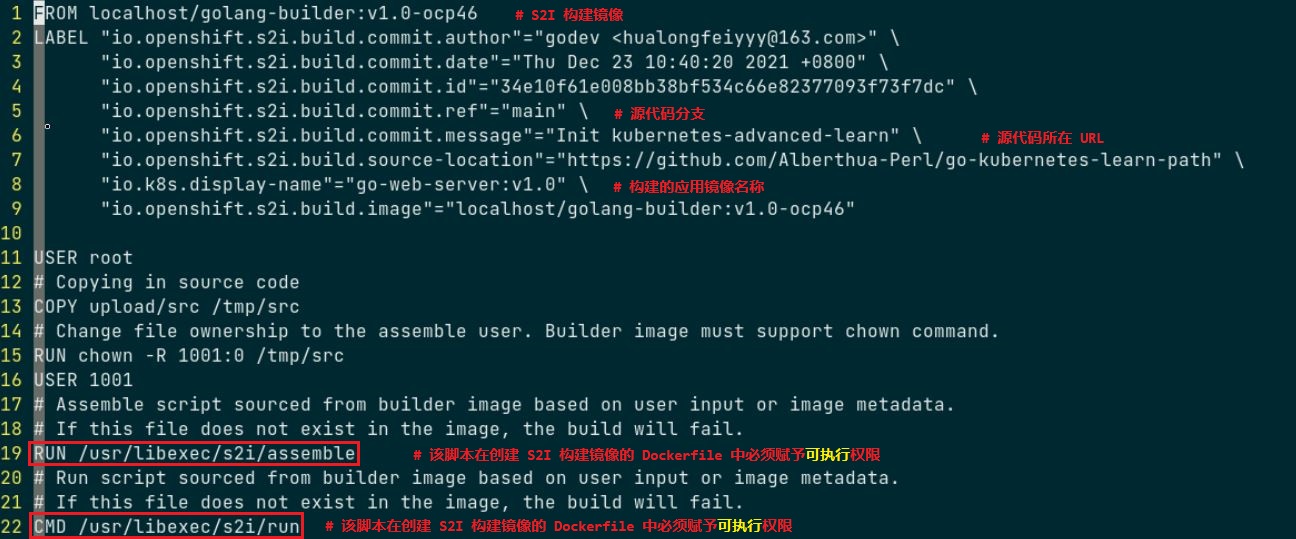 1 FROM localhost/golang-builder:v1.0-ocp46 # S2I 构建镜像
2 LABEL "io.openshift.s2i.build.commit.author"="godev <hualongfeiyyy@163.com>" \
3 "io.openshift.s2i.build.commit.date"="Thu Dec 23 10:40:20 2021 +0800" \
4 "io.openshift.s2i.build.commit.id"="34e10f61e008bb38bf534c66e82377093f73f7dc" \
5 "io.openshift.s2i.build.commit.ref"="main" \ # 源代码分支
6 "io.openshift.s2i.build.commit.message"="Init kubernetes-advanced-learn" \ # 源代码所在 URL
7 "io.openshift.s2i.build.source-location"="https://github.com/Alberthua-Perl/go-kubernetes-learn-path" \
8 "io.k8s.display-name"="go-web-server:v1.0" \ # 构建的应用镜像名称
9 "io.openshift.s2i.build.image"="localhost/golang-builder:v1.0-ocp46"
10
11 USER root
12 # Copying in source code
13 COPY upload/src /tmp/src
14 # Change file ownership to the assemble user. Builder image must support chown command.
15 RUN chown -R 1001:0 /tmp/src
16 USER 1001
17 # Assemble script sourced from builder image based on user input or image metadata.
18 # If this file does not exist in the image, the build will fail.
19 RUN /usr/libexec/s2i/assemble # 该脚本在创建 S2I 构建镜像的 Dockerfile 中必须赋予可执行权限
20 # Run script sourced from builder image based on user input or image metadata.
21 # If this file does not exist in the image, the build will fail.
22 CMD /usr/libexec/s2i/run # 该脚本在创建 S2I 构建镜像的 Dockerfile 中必须赋予可执行权限